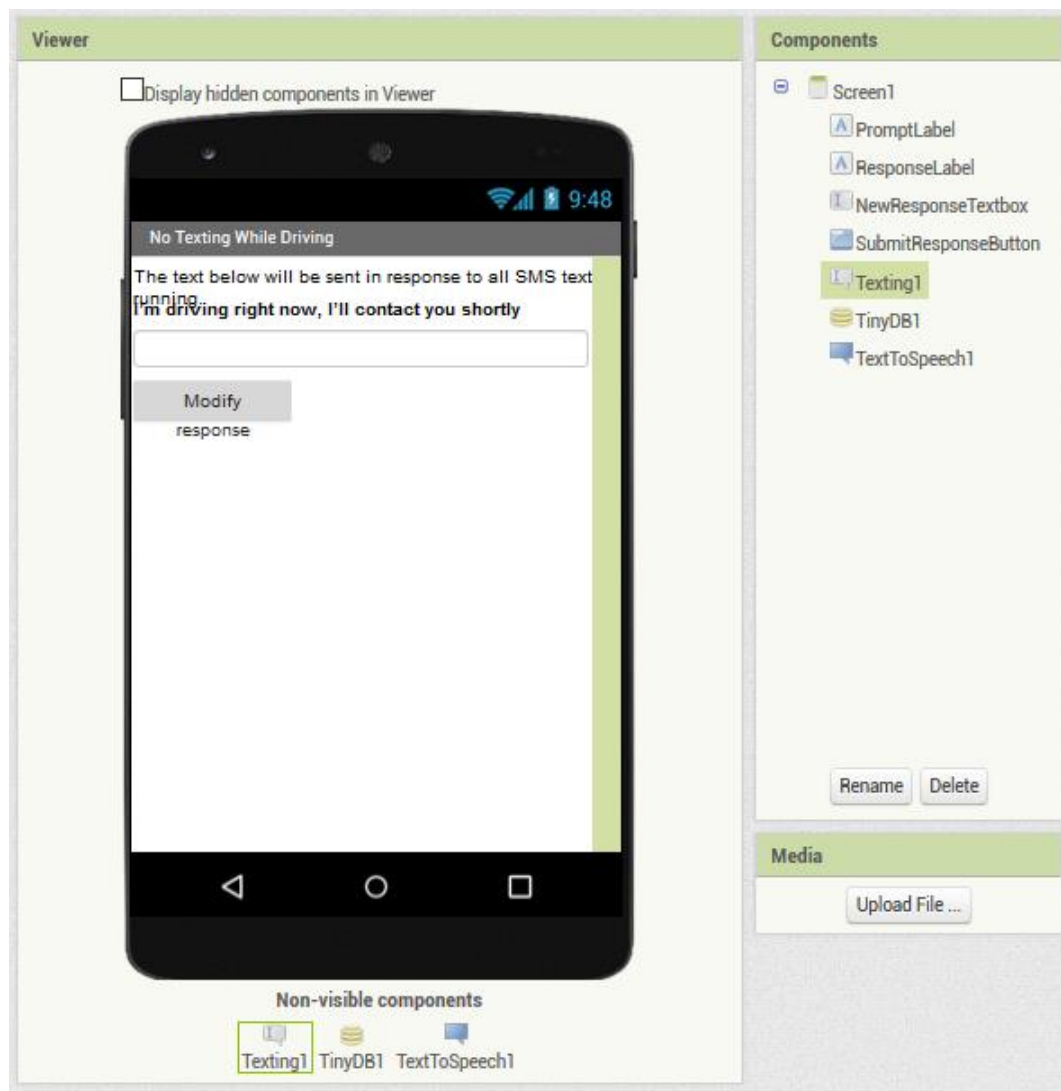 Viewer
Display hidden components in Viewer
9:48
No Texting While Driving
The text below will be sent in response to all SMS text
running.
I'm driving right now, I'll contact you shortly
Modify
response
Non-visible components
Texting1 TinyDB1 TextToSpeech1
Components
Screen1
PromptLabel
ResponseLabel
NewResponseTextbox
SubmitResponseButton
Texting1
TinyDB1
TextToSpeech1
Rename Delete
Media
Upload File ...